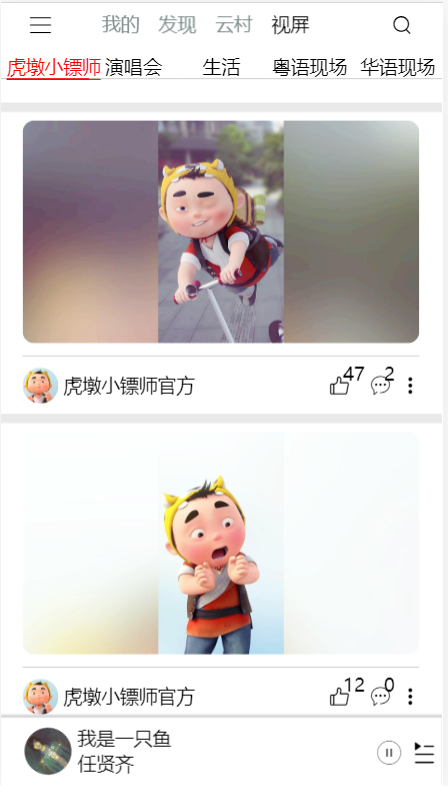 我的 发现 云村 视屏
虎墩小镖师 演唱会 生活 粤语现场 华语现场
虎墩小镖师官方 47 2
虎墩小镖师官方 12 0
我是一只鱼
任贤齐